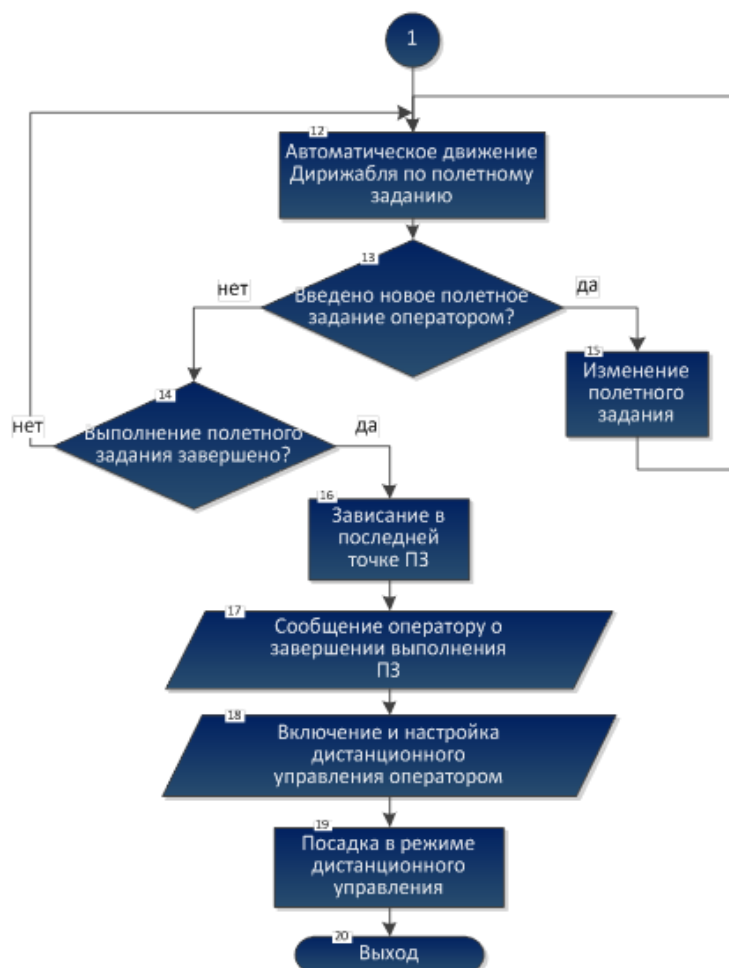 1
12
Автоматическое движение
Дирижабля по полетному
заданию
13
нет
да
Введено новое полетное
задание оператором?
15
Изменение
полетного
задания
14
нет
да
Выполнение полетного
задания завершено?
16
Зависание в
последней
точке ПЗ
17
Сообщение оператору о
завершении выполнения
ПЗ
18
Включение и настройка
дистанционного
управления оператором
19
Посадка в режиме
дистанционного
управления
20
Выход